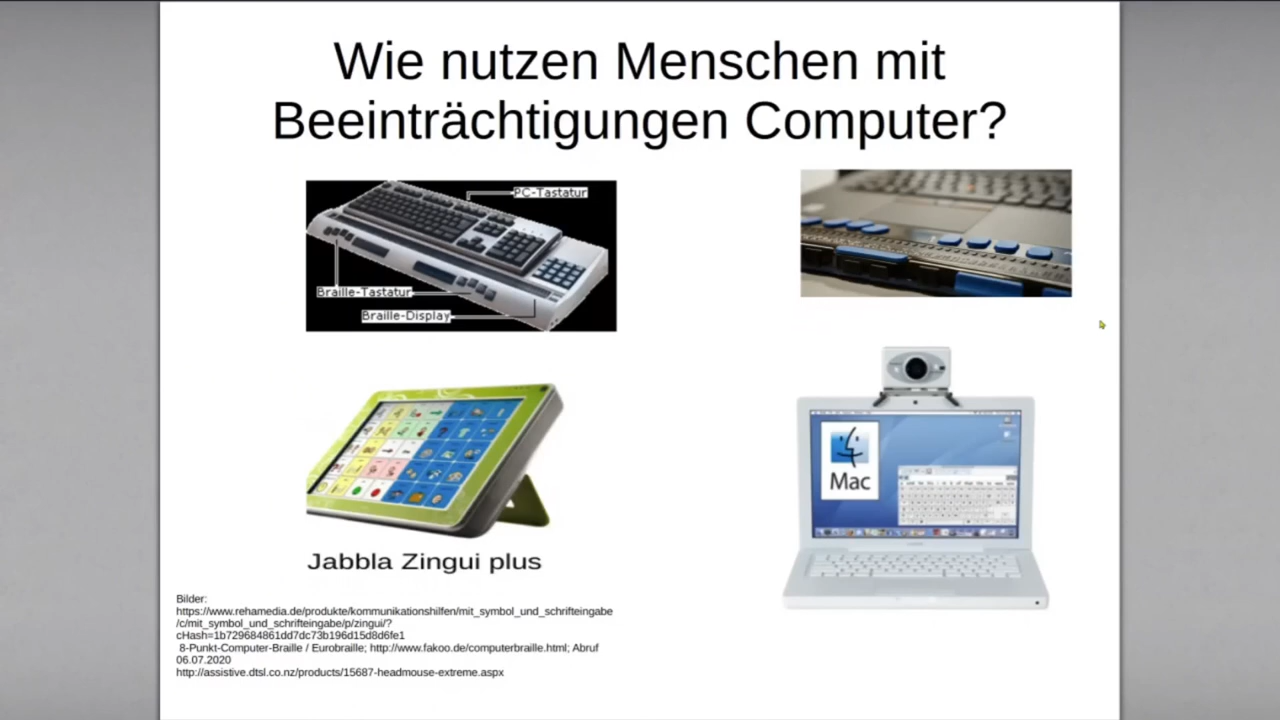 Wie nutzen Menschen mit
Beeinträchtigungen Computer?
PC-Tastatur
Braille-Tastatur
Braille-Display
Mac
Jabbla Zingui plus
Bilder:
https://www.rehamedia.de/produkte/kommunikationshilfen/mit_symbol_und_schrifteingabe
/c/mit_symbol_und_schrifteingabe/p/zingui/?
cHash=1b729684861dd7dc73b196d15d8d6fe1
8-Punkt-Computer-Braille / Eurobraille; http://www.fakoo.de/computerbraille.html; Abruf
06.07.2020
http://assistive.dtsl.co.nz/products/15687-headmouse-extreme.aspx